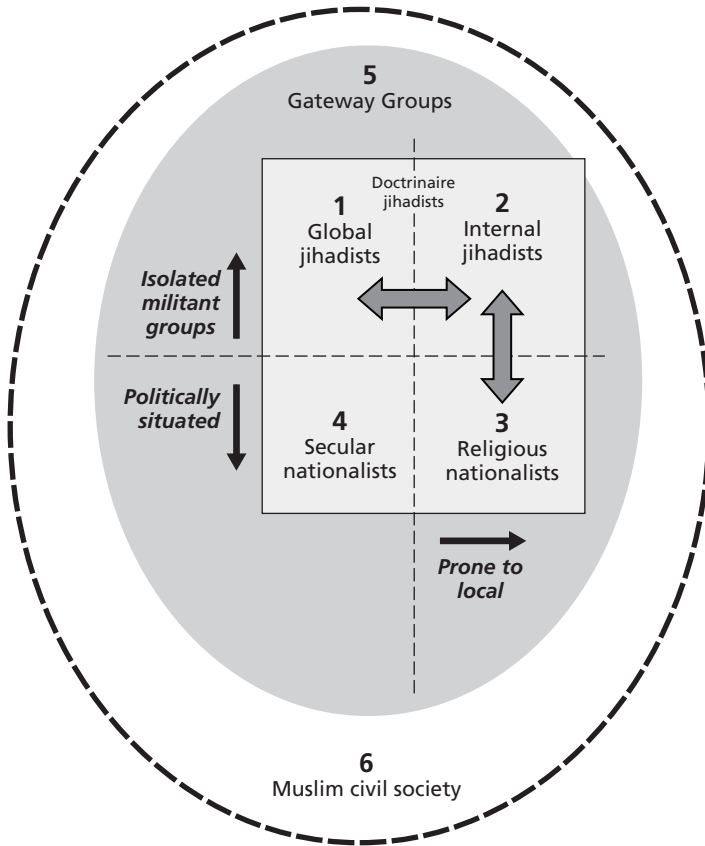 5
Gateway Groups
Doctrinaire
jihadists
1
Global
jihadists
2
Internal
jihadists
Isolated
militant
groups
Politically
situated
4
Secular
nationalists
3
Religious
nationalists
Prone to
local
6
Muslim civil society